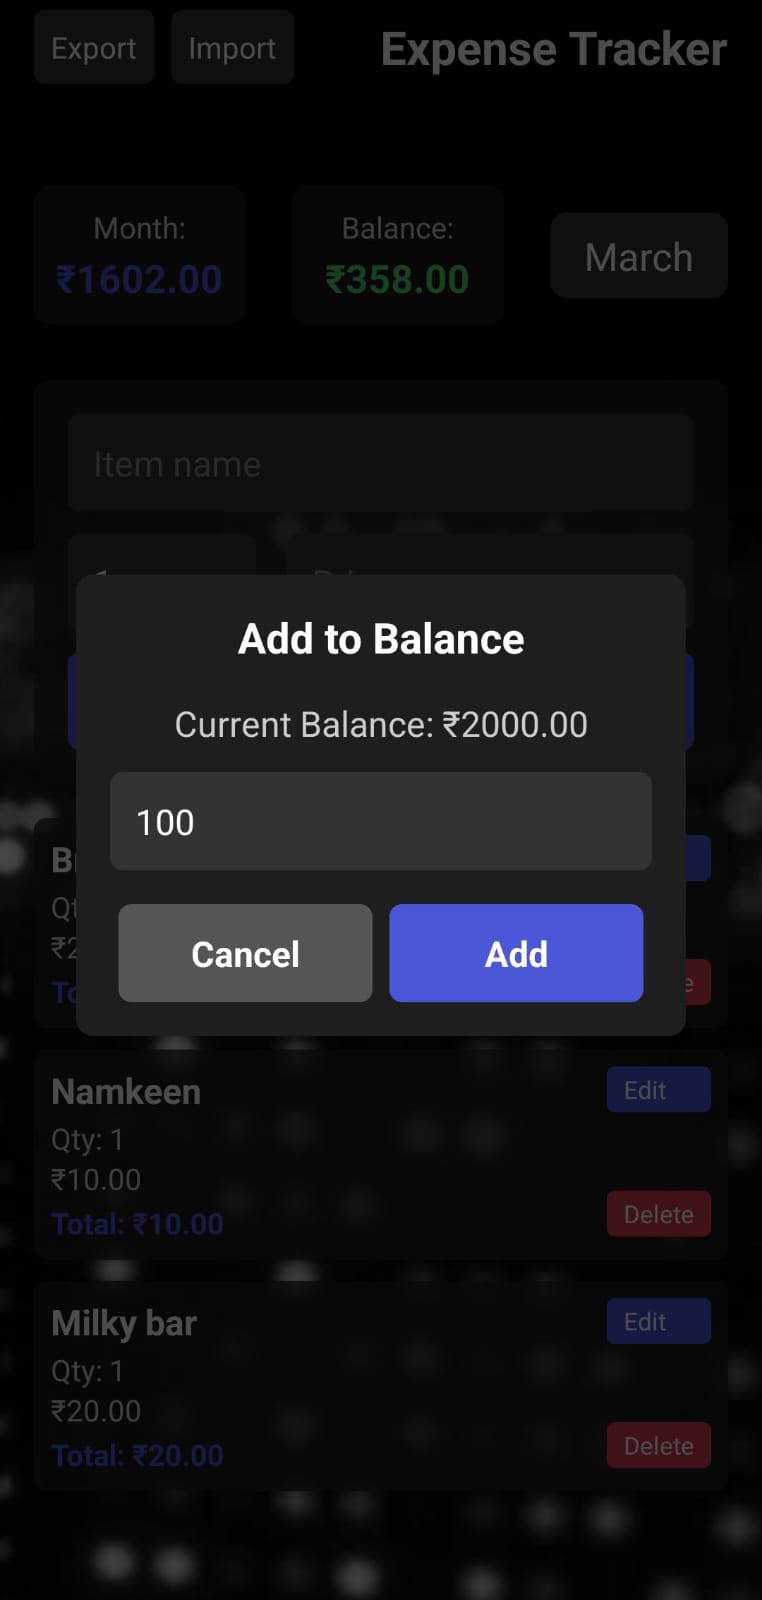 Export
Import
Expense Tracker
Month:
₹1602.00
Balance:
₹358.00
March
Item name
Add to Balance
Current Balance: ₹2000.00
100
Cancel
Add
Namkeen
Edit
Qty: 1
₹10.00
Total: ₹10.00
Delete
Milky bar
Edit
Qty: 1
₹20.00
Total: ₹20.00
Delete